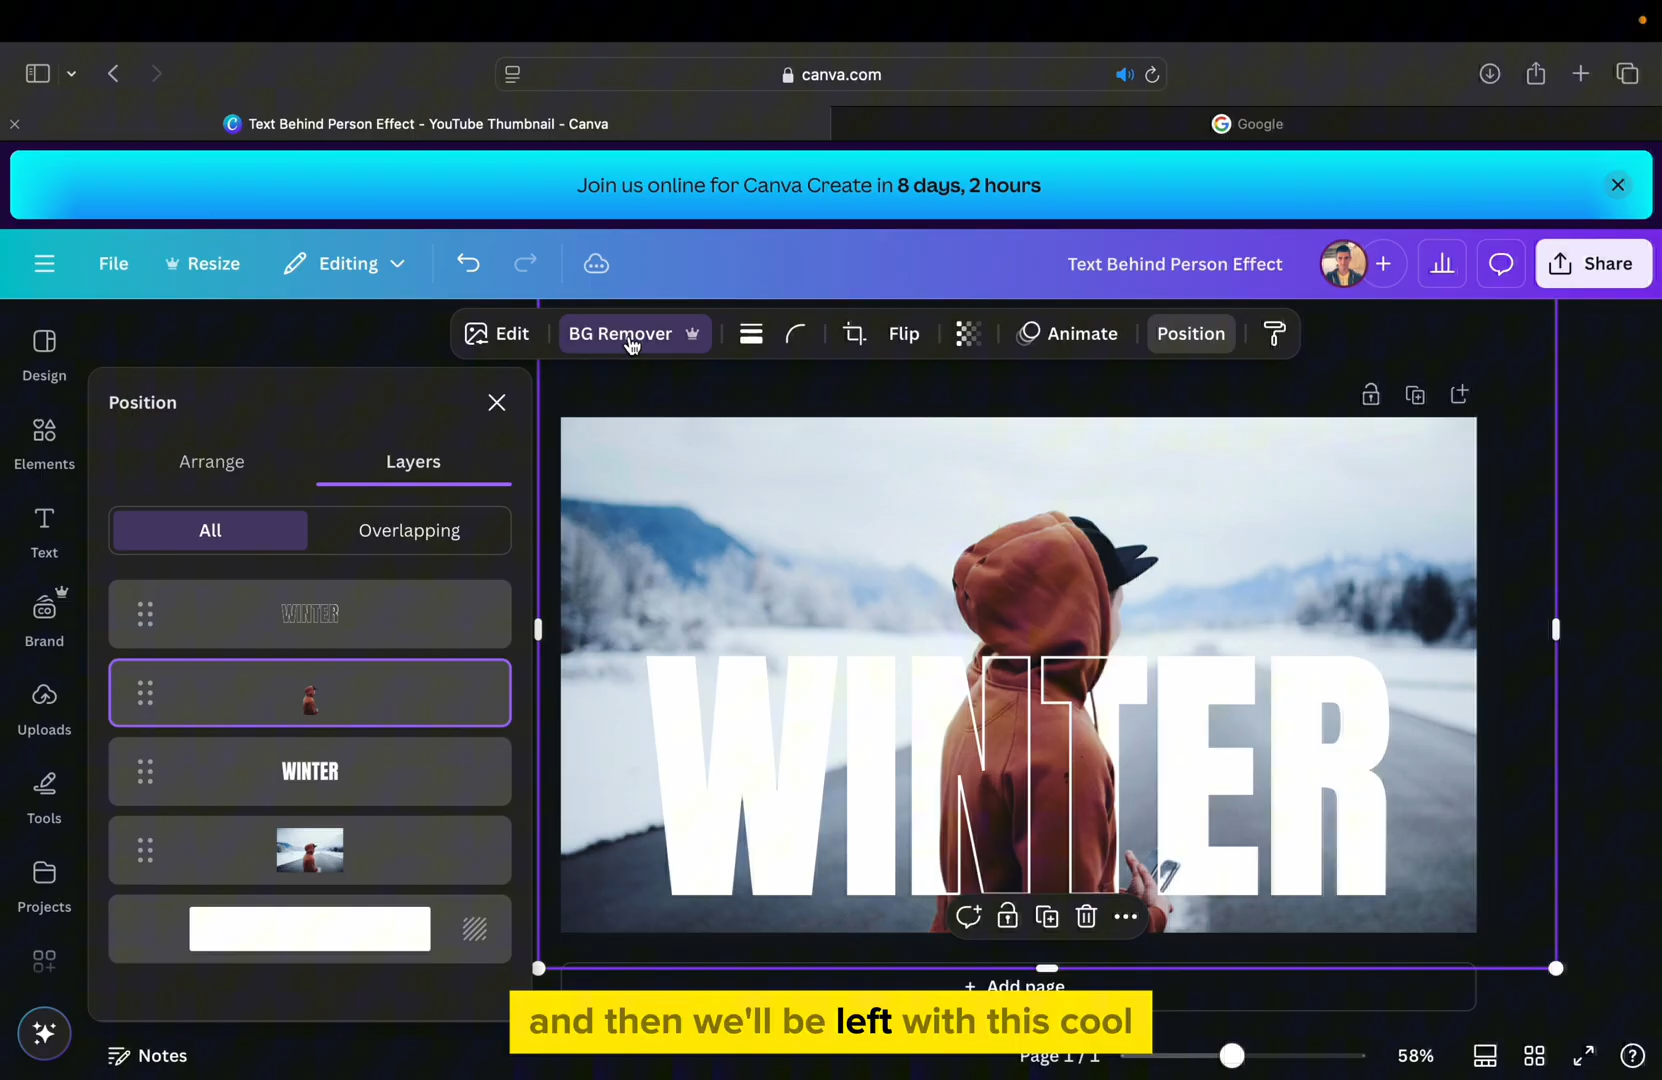 canva.com
Text Behind Person Effect - YouTube Thumbnail - Canva
Google
Join us online for Canva Create in 8 days, 2 hours
File
Resize
Editing
Text Behind Person Effect
Share
Edit
BG Remover
Flip
Animate
Position
Design
Elements
Text
Brand
Uploads
Tools
Projects
Position
Arrange
Layers
All
Overlapping
WINTER
WINTER
WINTER
+ Add page
and then we'll be left with this cool
Notes
Page 1 / 1
58%